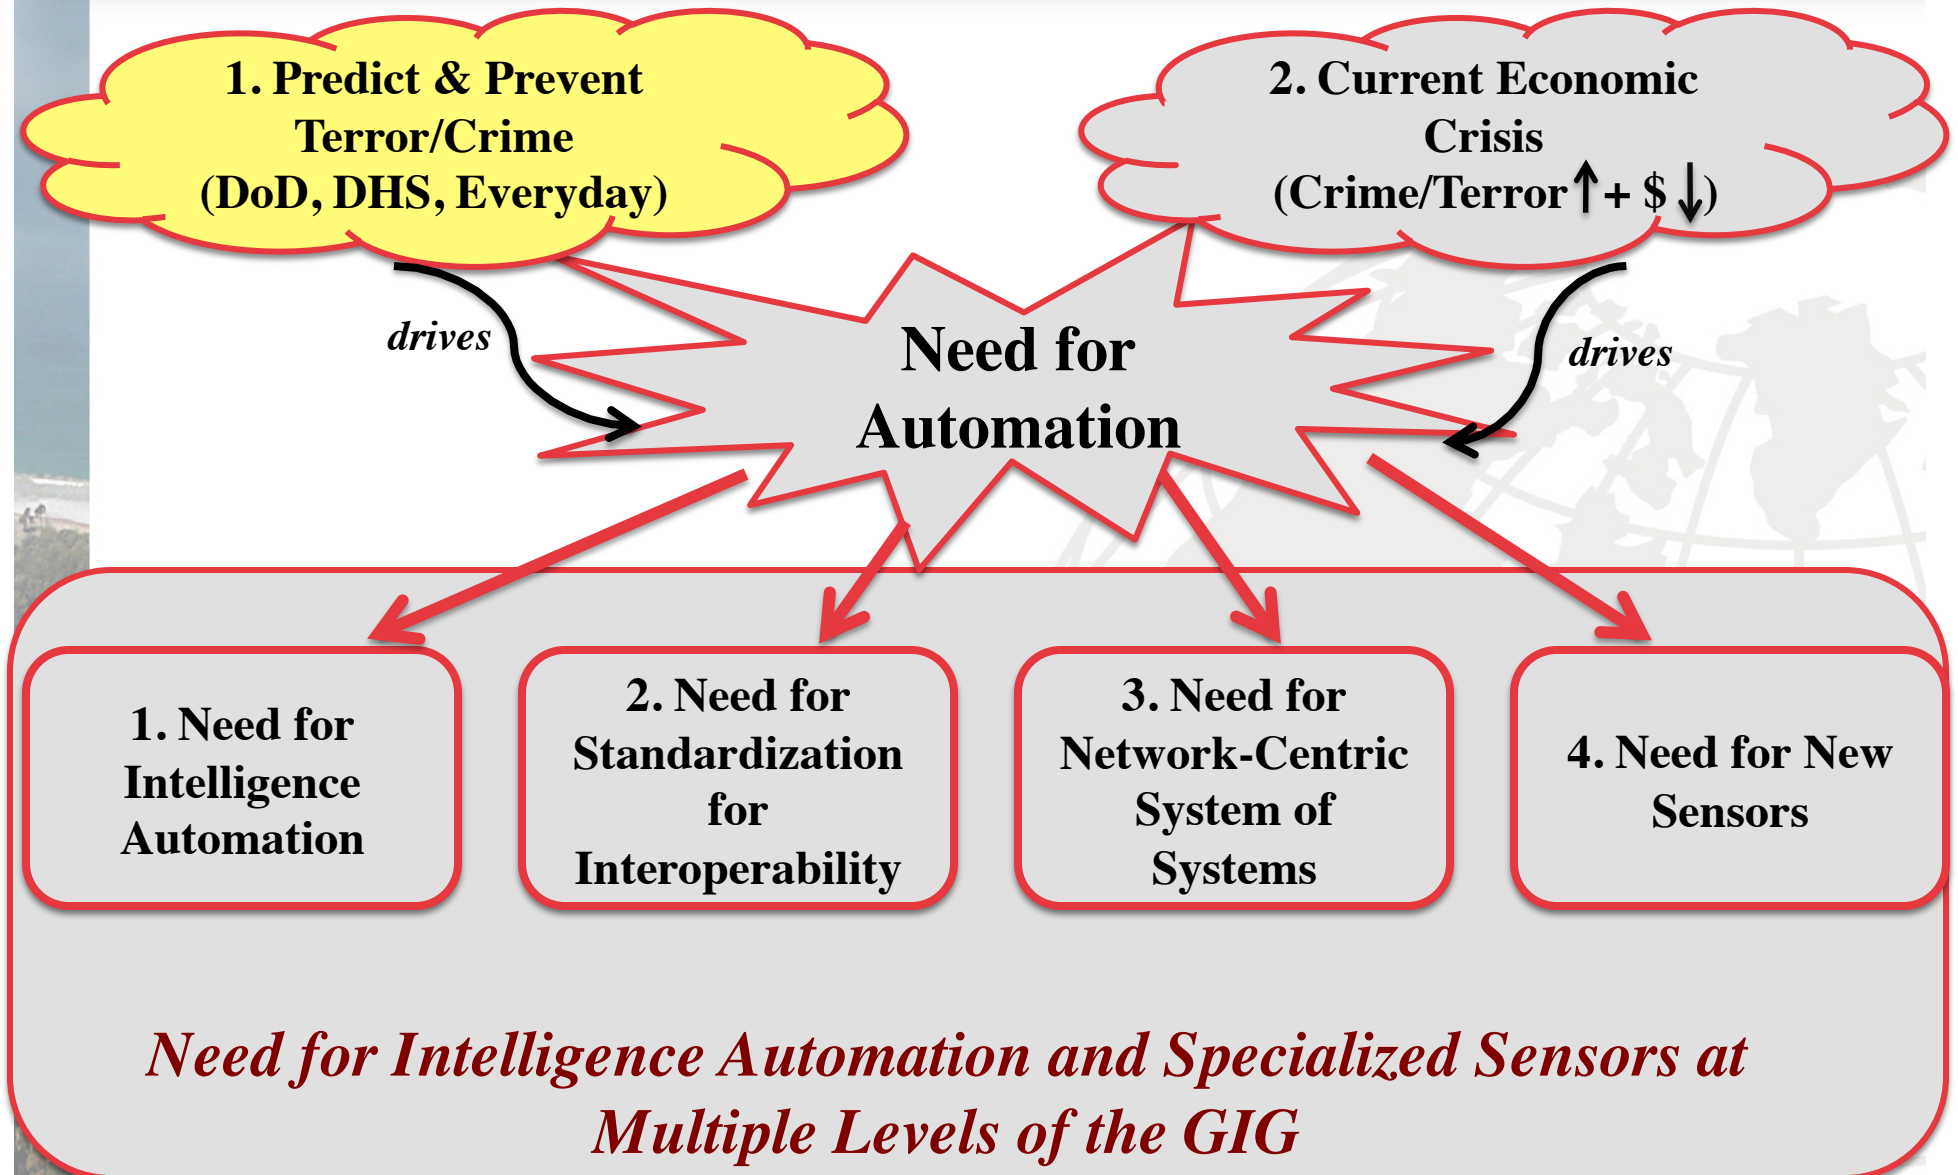 1. Predict & Prevent
Terror/Crime
(DoD, DHS, Everyday)
2. Current Economic
Crisis
(Crime/Terror ↑ + $ ↓)
drives
drives
Need for
Automation
1. Need for
Intelligence
Automation
2. Need for
Standardization
for
Interoperability
3. Need for
Network-Centric
System of
Systems
4. Need for New
Sensors
Need for Intelligence Automation and Specialized Sensors at
Multiple Levels of the GIG